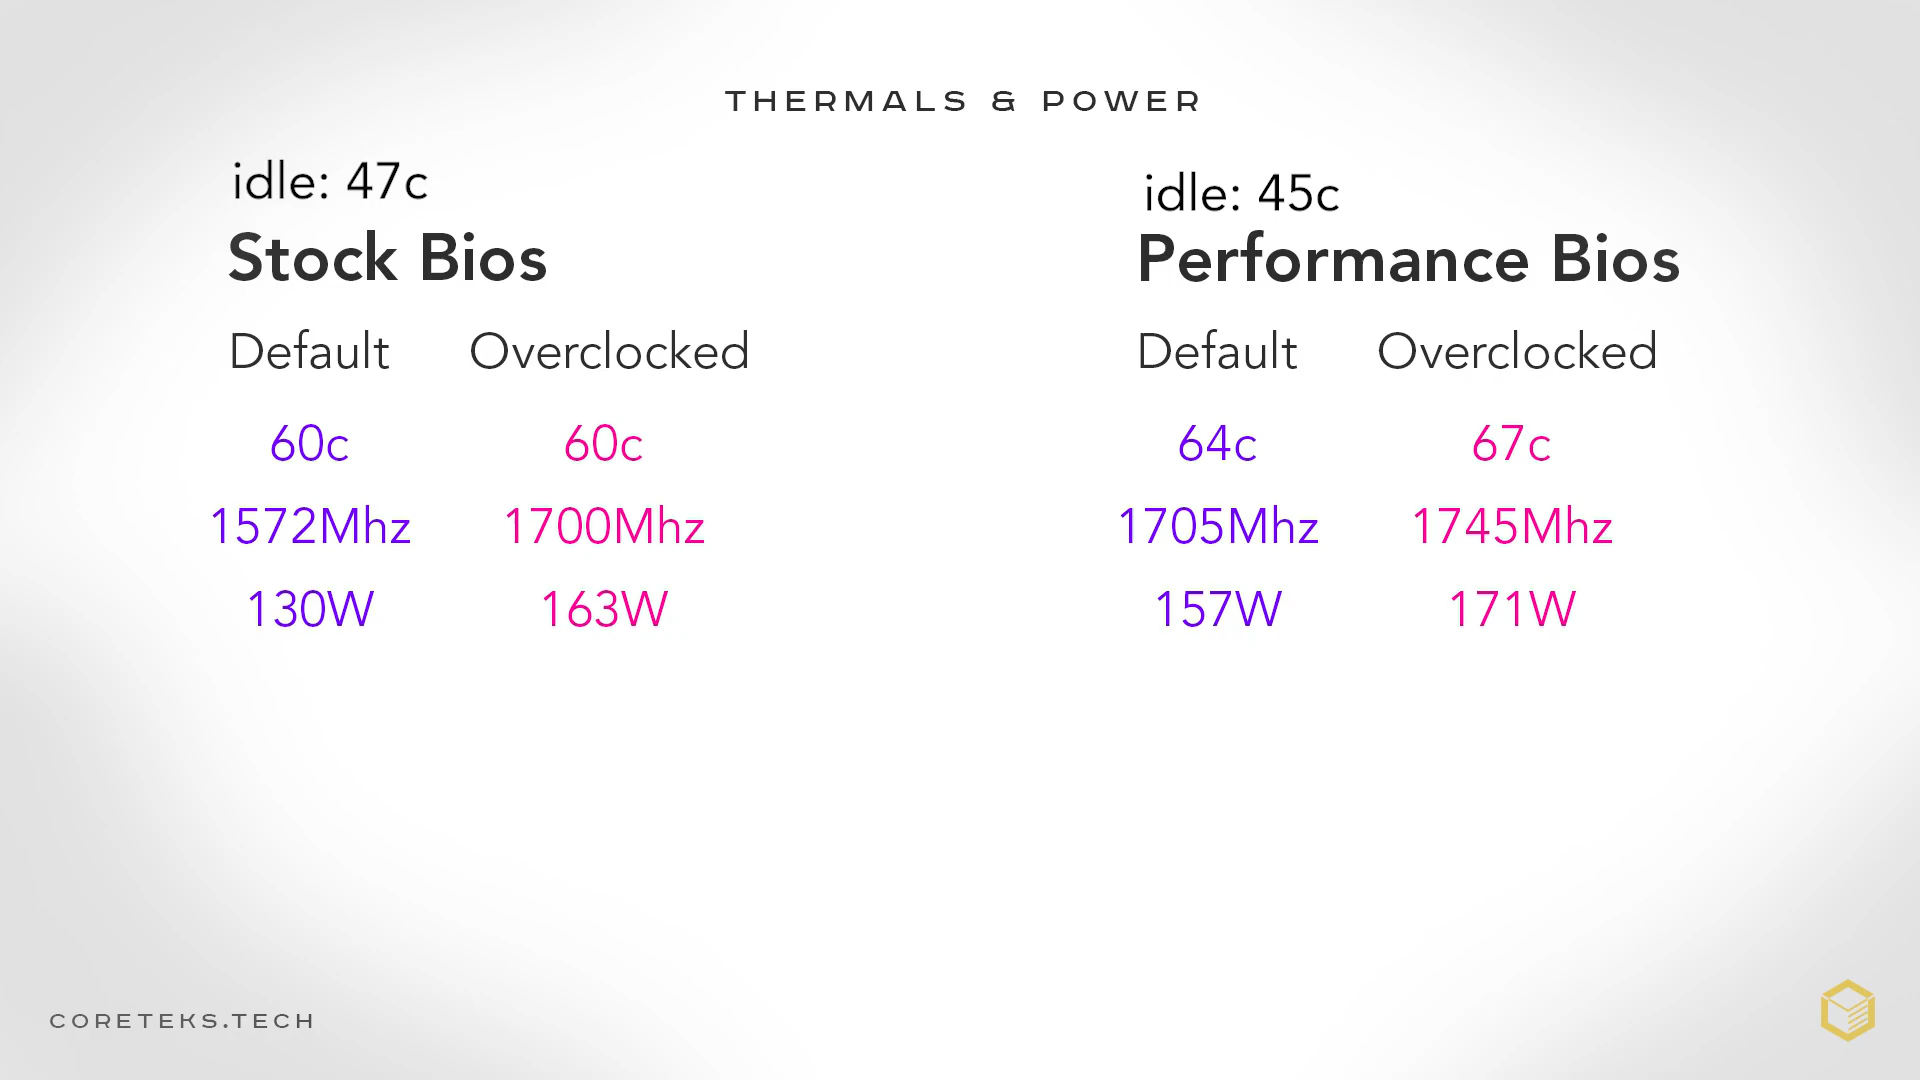 THERMALS & POWER
idle: 47c
Stock Bios
Default Overclocked
60c 60c
1572Mhz 1700Mhz
130W 163W
idle: 45c
Performance Bios
Default Overclocked
64c 67c
1705Mhz 1745Mhz
157W 171W
CORETEKS.TECH